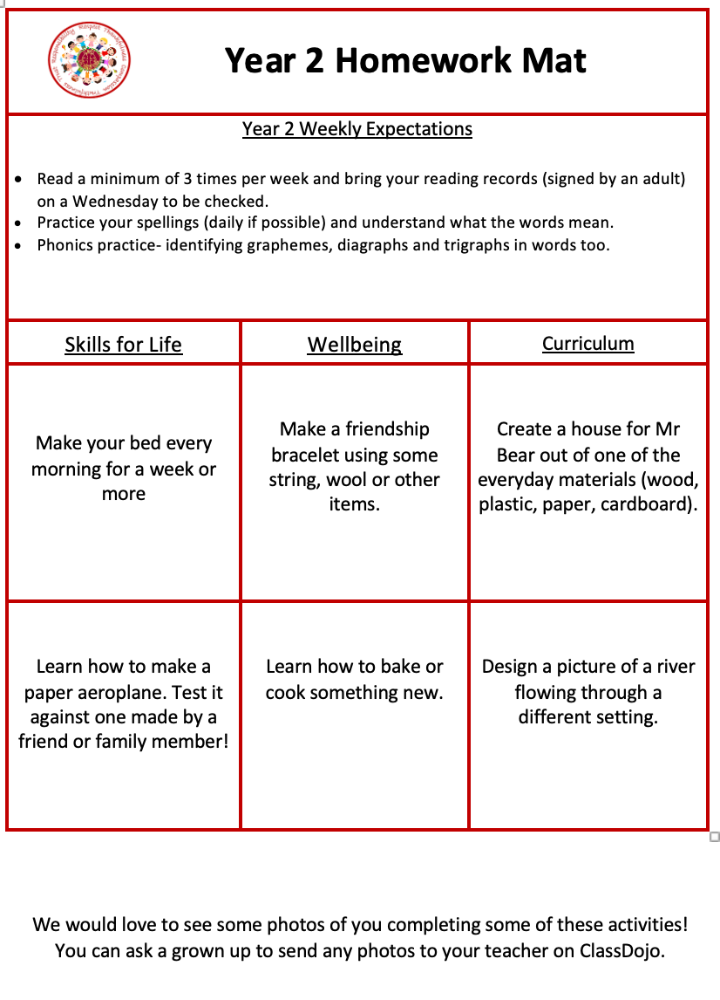 Responsibility Respect Thankfulness Compassion Truthfulness Trust
Year 2 Homework Mat
Year 2 Weekly Expectations
• Read a minimum of 3 times per week and bring your reading records (signed by an adult)
on a Wednesday to be checked.
• Practice your spellings (daily if possible) and understand what the words mean.
• Phonics practice- identifying graphemes, diagraphs and trigraphs in words too.
Skills for Life
Wellbeing
Curriculum
Make your bed every
morning for a week or
more
Make a friendship
bracelet using some
string, wool or other
items.
Create a house for Mr
Bear out of one of the
everyday materials (wood,
plastic, paper, cardboard).
Learn how to make a
paper aeroplane. Test it
against one made by a
friend or family member!
Learn how to bake or
cook something new.
Design a picture of a river
flowing through a
different setting.
We would love to see some photos of you completing some of these activities!
You can ask a grown up to send any photos to your teacher on ClassDojo.